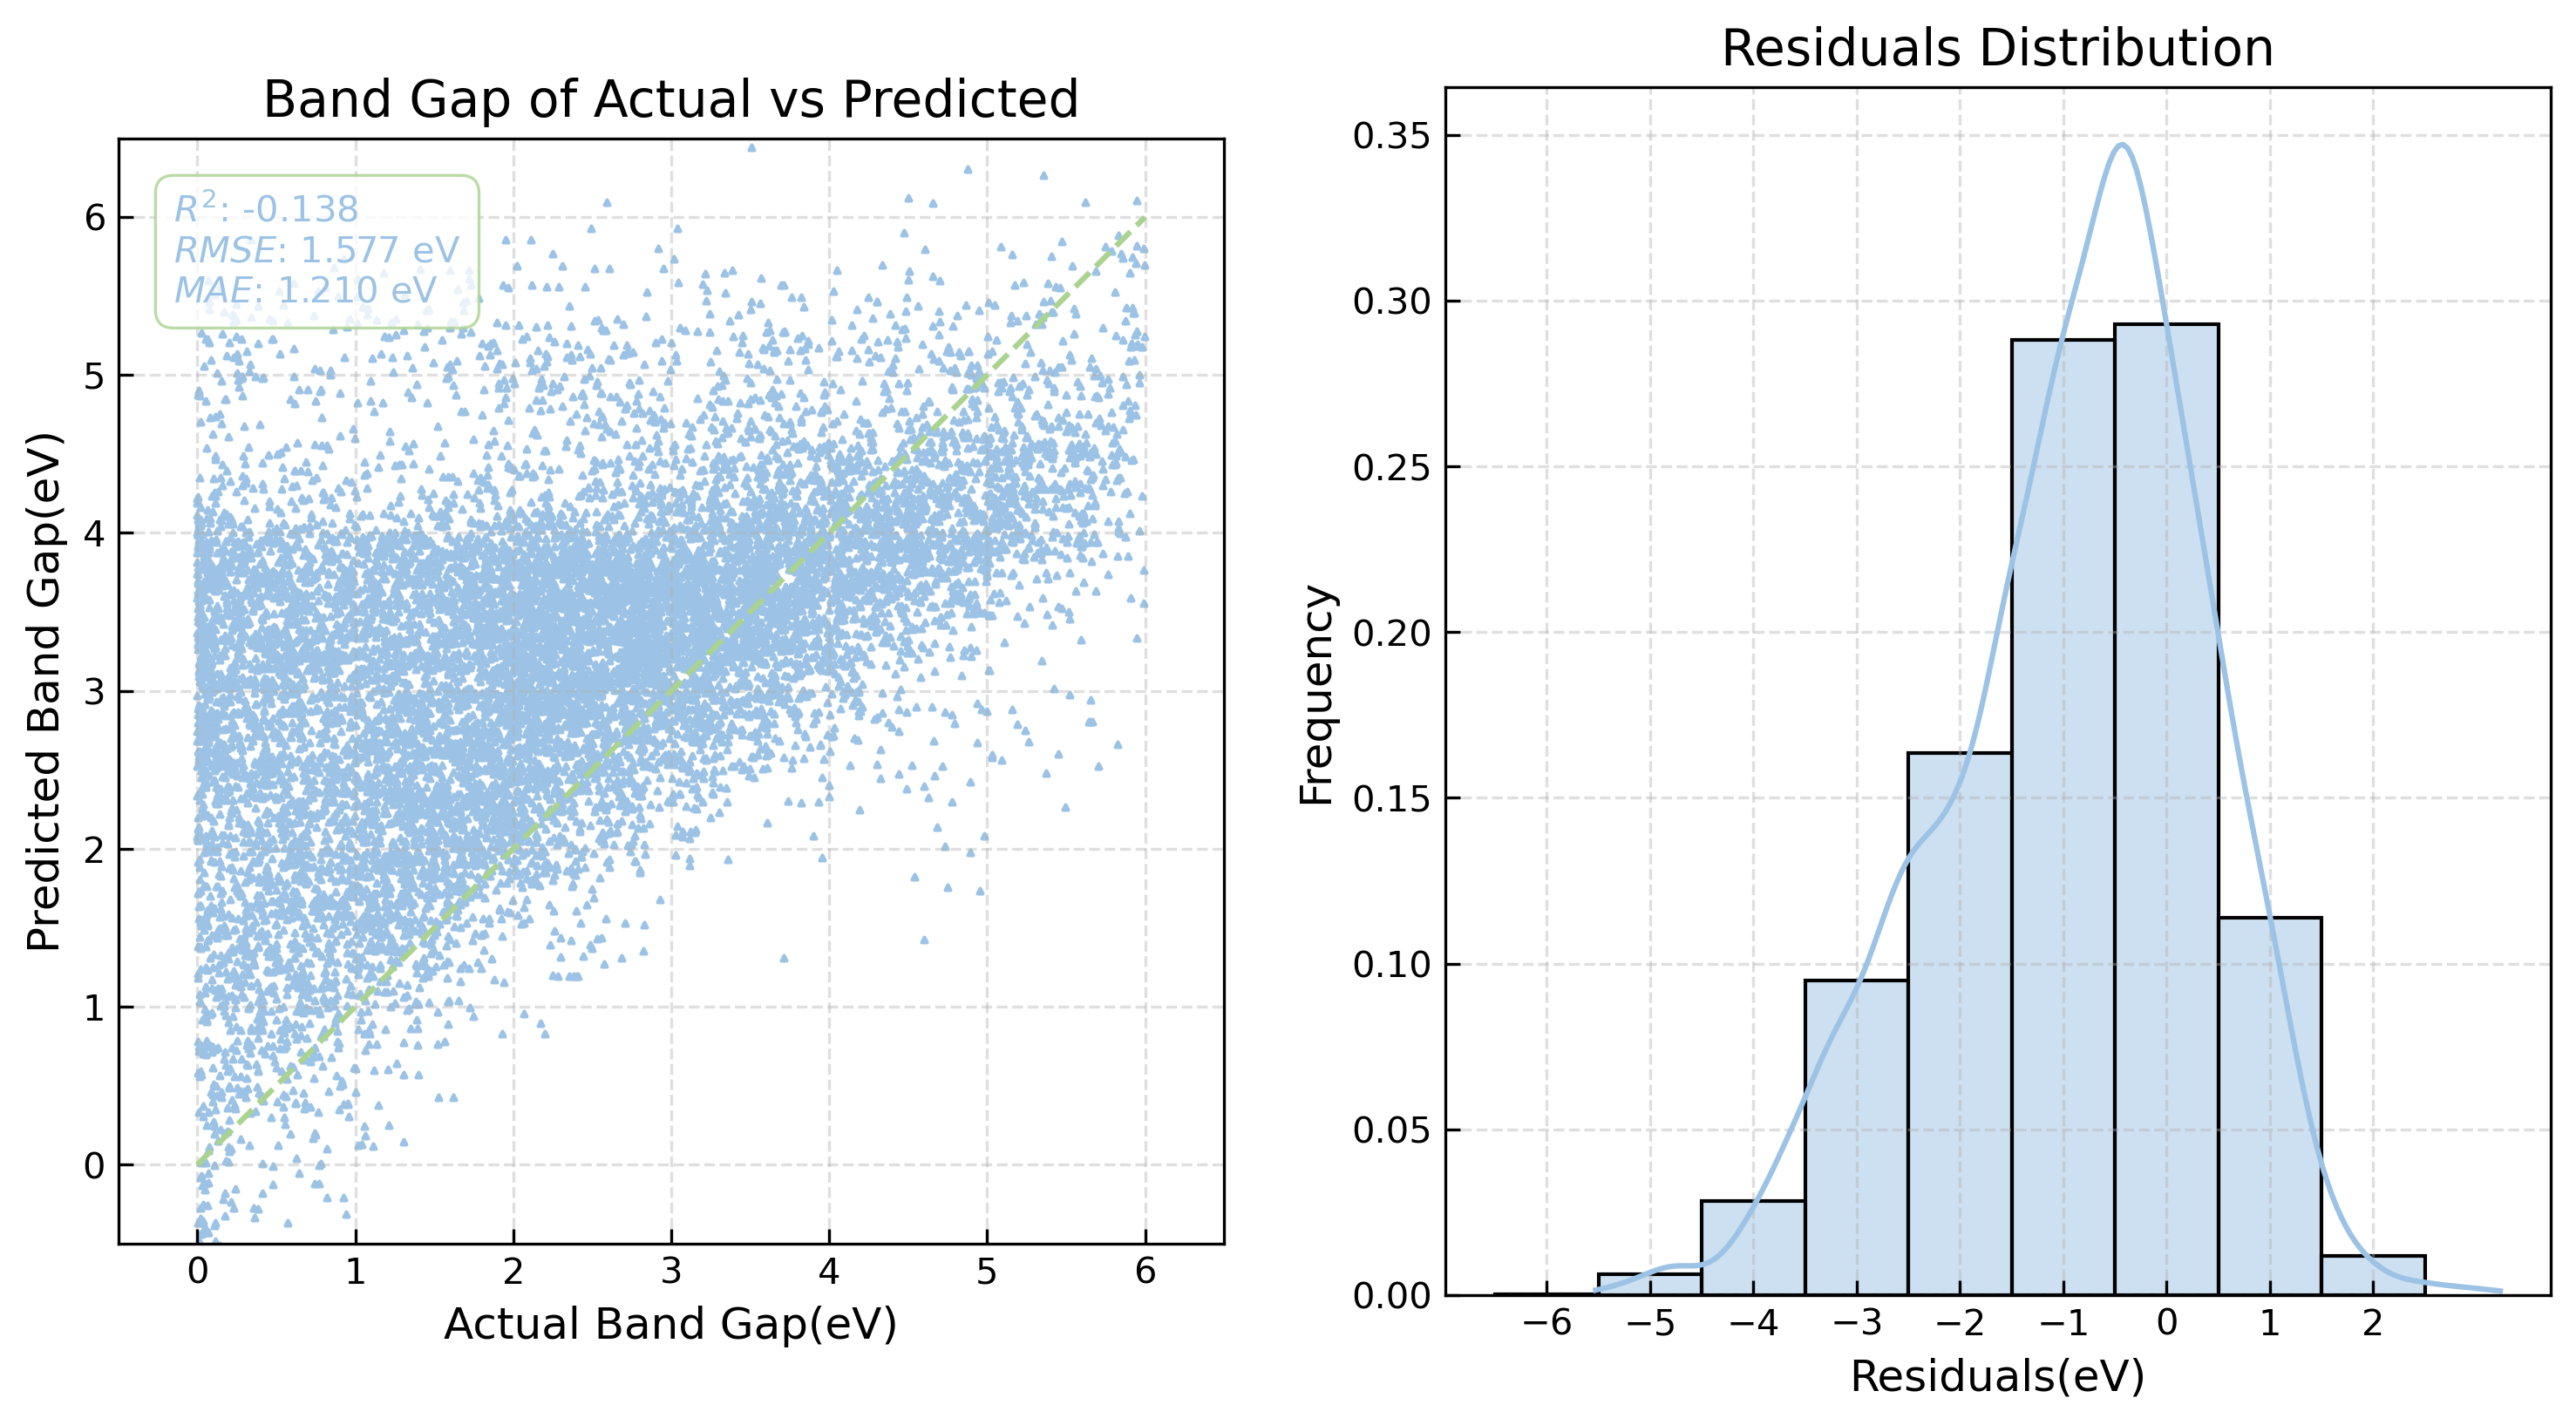 Band Gap of Actual vs Predicted
R²: -0.138
RMSE: 1.577 eV
MAE: 1.210 eV
Predicted Band Gap(eV)
6
5
4
3
2
1
0
0 1 2 3 4 5 6
Actual Band Gap(eV)
Residuals Distribution
Frequency
0.35
0.30
0.25
0.20
0.15
0.10
0.05
0.00
−6 −5 −4 −3 −2 −1 0 1 2
Residuals(eV)